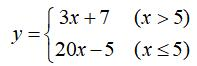 y = { 3x + 7 (x > 5)
20x − 5 (x ≤ 5)